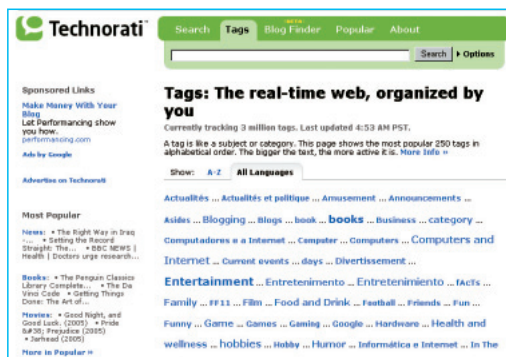 Technorati
Search Tags Blog Finder Popular About
BETA
Search Options
Sponsored Links
Make Money With Your
Blog
Let Performancing show
you how.
performancing.com
Ads by Google
Advertise on Technorati
Most Popular
News: • The Right Way in Iraq
-... • Setting the Record
Straight: The... • BBC NEWS |
Health | Doctors urge research...
Books: • The Penguin Classics
Library Complete... • The Da
Vinci Code • Getting Things
Done: The Art of...
Movies: • Good Night, and
Good Luck. (2005) • Pride
&#38; Prejudice (2005)
• Jarhead (2005)
More in Popular »
Tags: The real-time web, organized by
you
Currently tracking 3 million tags. Last updated 4:53 AM PST.
A tag is like a subject or category. This page shows the most popular 250 tags in
alphabetical order. The bigger the text, the more active it is. More Info »
Show: A-Z All Languages
Actualités ... Actualités et politique ... Amusement ... Announcements ...
Asides ... Blogging ... Blogs ... book ... books ... Business ... category ...
Computadores e a Internet ... Computer ... Computers ... Computers and
Internet ... Current events ... days ... Divertissement ...
Entertainment ... Entretenimento ... Entretenimiento ... fActs ...
Family ... FF11 ... Film ... Food and Drink ... Football ... Friends ... Fun ...
Funny ... Game ... Games ... Gaming ... Google ... Hardware ... Health and
wellness ... hobbies ... Hobby ... Humor ... Informática e Internet ... In The